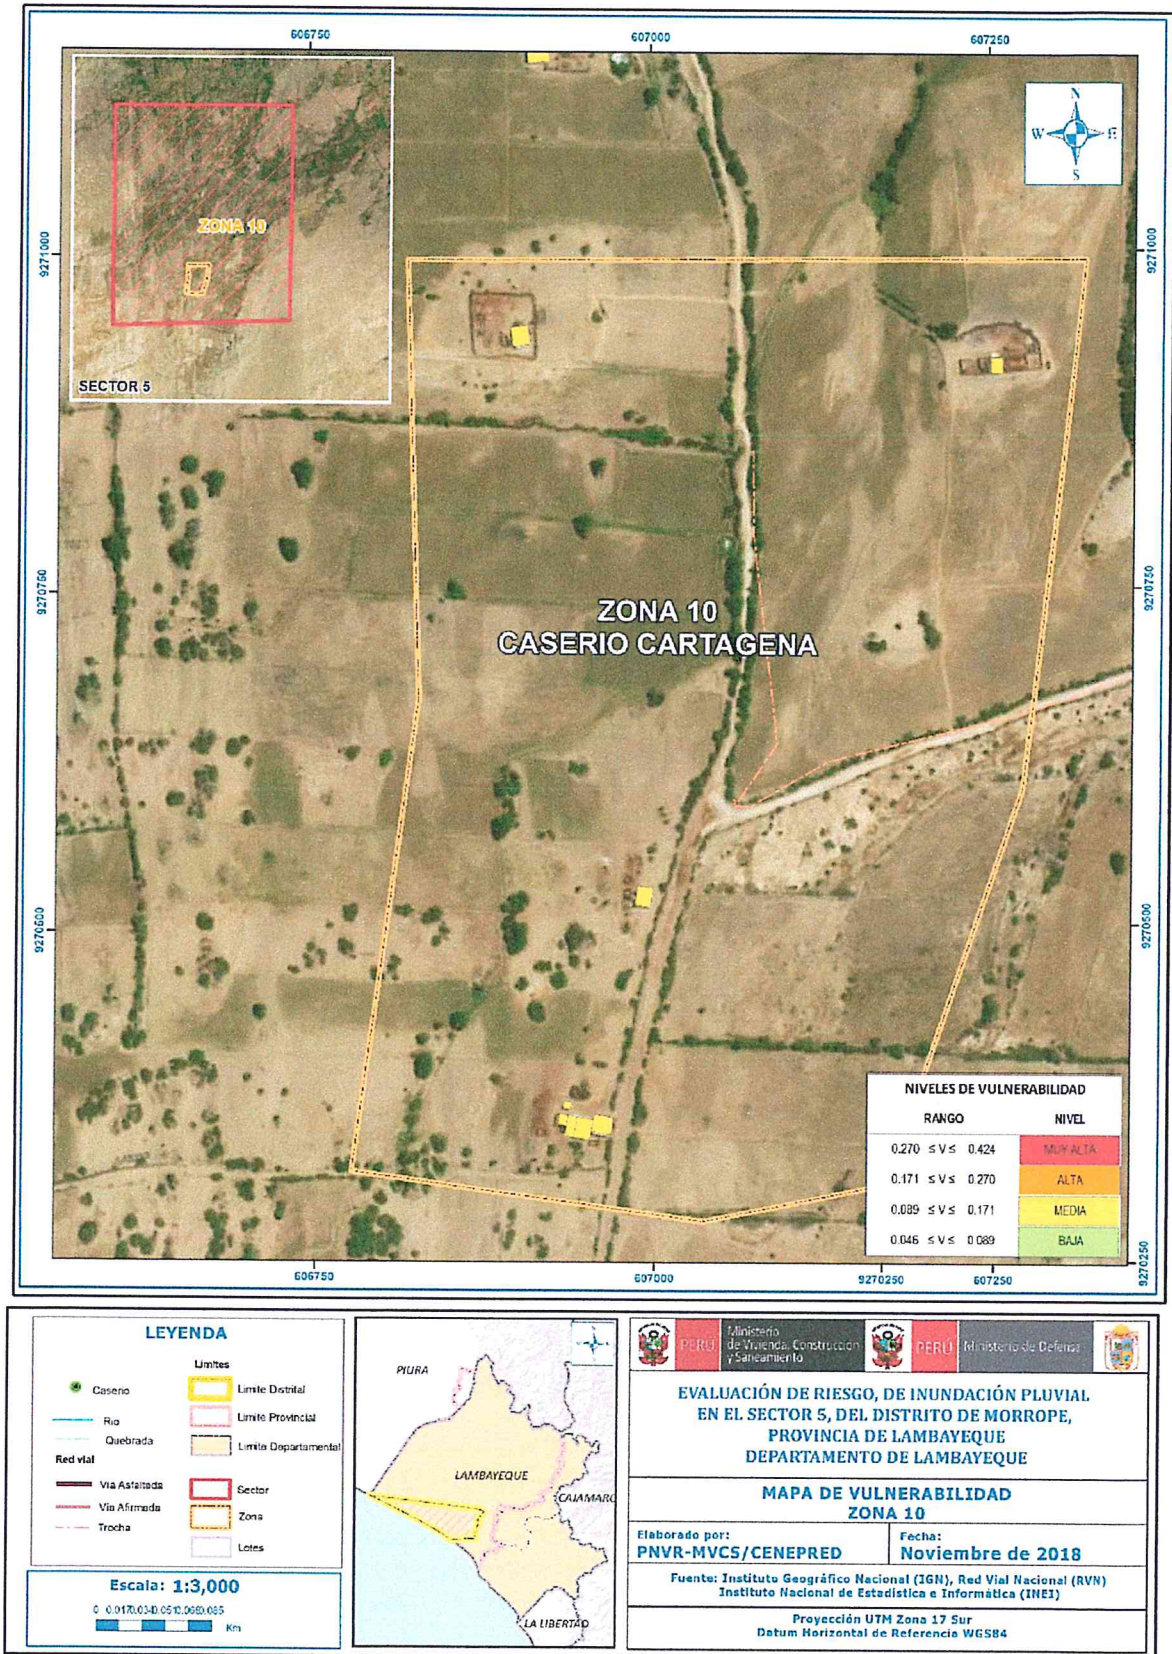 606750
607000
607250
9271000
9270750
9270500
9271000
9270750
9270500
9270250
N
W
E
S
ZONA 10
SECTOR 5
ZONA 10
CASERIO CARTAGENA
NIVELES DE VULNERABILIDAD
RANGO NIVEL
0.270 ≤ V ≤ 0.424 MUY ALTA
0.171 ≤ V ≤ 0.270 ALTA
0.089 ≤ V ≤ 0.171 MEDIA
0.046 ≤ V ≤ 0.089 BAJA
606750
607000
9270250
607250
LEYENDA
Caserio
Rio
Quebrada
Red vial
Via Asfaltada
Via Afirmada
Trocha
Limites
Limite Distrital
Limite Provincial
Limite Departamental
Sector
Zona
Lotes
Escala: 1:3,000
Km
PIURA
LAMBAYEQUE
CAJAMARC
LA LIBERTAD
PERÚ
Ministerio
de Vivienda, Construcción
y Saneamiento
PERÚ
Ministerio de Defensa
EVALUACIÓN DE RIESGO, DE INUNDACIÓN PLUVIAL
EN EL SECTOR 5, DEL DISTRITO DE MORROPE,
PROVINCIA DE LAMBAYEQUE
DEPARTAMENTO DE LAMBAYEQUE
MAPA DE VULNERABILIDAD
ZONA 10
Elaborado por:
PNVR-MVCS/CENEPRED
Fecha:
Noviembre de 2018
Fuente: Instituto Geográfico Nacional (IGN), Red Vial Nacional (RVN)
Instituto Nacional de Estadistica e Informática (INEI)
Proyección UTM Zona 17 Sur
Datum Horizontal de Referencia WGS84